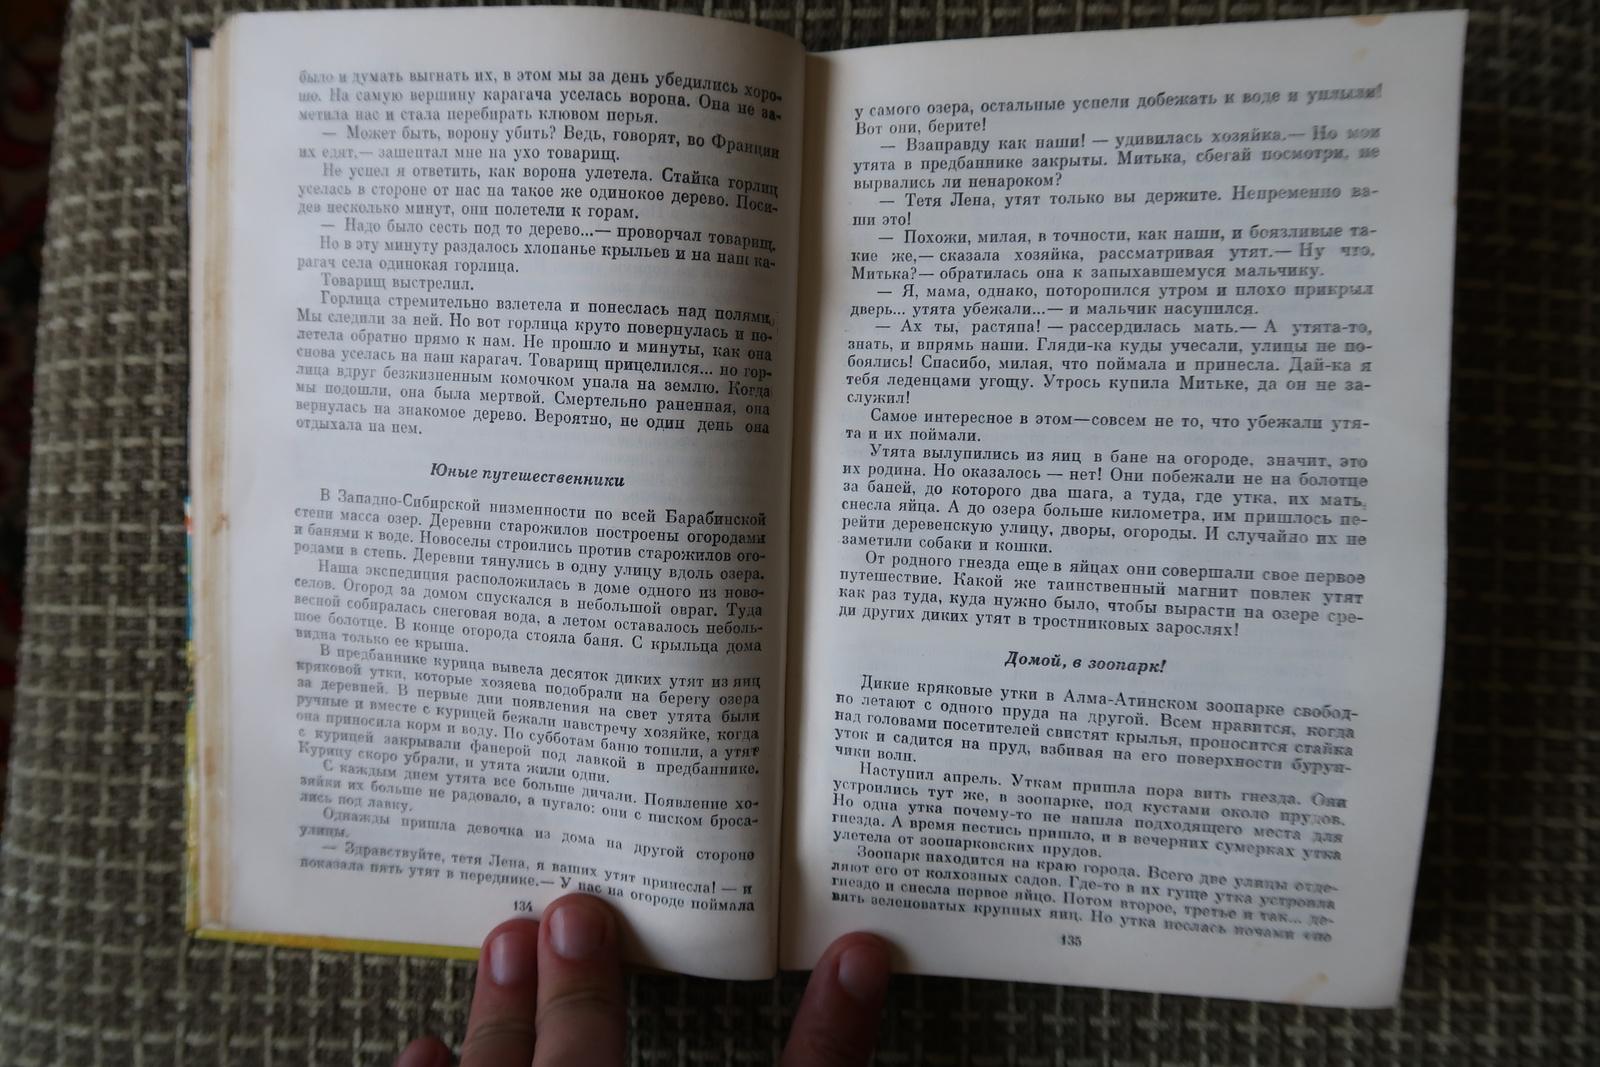 было и думать выгнать их, в этом мы за день убедились хоро-
шо. На самую вершину карагача уселась ворона. Она не за-
метила нас и стала перебирать клювом перья.
— Может быть, ворону убить? Ведь, говорят, во Франции
их едят,— зашептал мне на ухо товарищ.
Не успел я ответить, как ворона улетела. Стайка горлиц
уселась в стороне от нас на такое же одинокое дерево. Поси-
дев несколько минут, они полетели к горам.
— Надо было сесть под то дерево...— проворчал товарищ.
Но в эту минуту раздалось хлопанье крыльев и на наш ка-
рагач села одинокая горлица.
Товарищ выстрелил.
Горлица стремительно взлетела и понеслась над полями.
Мы следили за ней. Но вот горлица круто повернулась и по-
летела обратно прямо к нам. Не прошло и минуты, как она
снова уселась на наш карагач. Товарищ прицелился... но гор-
лица вдруг безжизненным комочком упала на землю. Когда
мы подошли, она была мертвой. Смертельно раненная, она
вернулась на знакомое дерево. Вероятно, не один день она
отдыхала на нем.
Юные путешественники
В Западно-Сибирской низменности по всей Барабинской
степи масса озер. Деревни старожилов построены огородами
и банями к воде. Новоселы строились против старожилов ого-
родами в степь. Деревни тянулись в одну улицу вдоль озера.
Наша экспедиция расположилась в доме одного из ново-
селов. Огород за домом спускался в небольшой овраг. Туда
весной собиралась снеговая вода, а летом оставалось неболь-
шое болотце. В конце огорода стояла баня. С крыльца дома
видна только ее крыша.
В предбаннике курица вывела десяток диких утят из яиц
кряковой утки, которые хозяева подобрали на берегу озера
за деревней. В первые дни появления на свет утята были
ручные и вместе с курицей бежали навстречу хозяйке, когда
она приносила корм и воду. По субботам баню топили, а утят
с курицей закрывали фанерой под лавкой в предбаннике.
Курицу скоро убрали, и утята жили одни.
С каждым днем утята все больше дичали. Появление хо-
зяйки их больше не радовало, а пугало: они с писком броса-
лись под лавку.
Однажды пришла девочка из дома на другой стороне
улицы.
— Здравствуйте, тетя Лена, я ваших утят принесла! — и
показала пять утят в переднике.— У нас на огороде поймала
134
у самого озера, остальные успели добежать к воде и уплыли!
Вот они, берите!
— Взаправду как наши! — удивилась хозяйка.— Но мои
утята в предбаннике закрыты. Митька, сбегай посмотри, не
вырвались ли ненароком?
— Тетя Лена, утят только вы держите. Непременно ва-
ши это!
— Похожи, милая, в точности, как наши, и боязливые та-
кие же,— сказала хозяйка, рассматривая утят.— Ну что,
Митька?— обратилась она к запыхавшемуся мальчику.
— Я, мама, однако, поторопился утром и плохо прикрыл
дверь... утята убежали...— и мальчик насупился.
— Ах ты, растяпа! — рассердилась мать.— А утята-то,
знать, и впрямь наши. Гляди-ка куды учесали, улицы не по-
боялись! Спасибо, милая, что поймала и принесла. Дай-ка я
тебя леденцами угощу. Утрось купила Митьке, да он не за-
служил!
Самое интересное в этом—совсем не то, что убежали утя-
та и их поймали.
Утята вылупились из яиц в бане на огороде, значит, это
их родина. Но оказалось — нет! Они побежали не на болотце
за баней, до которого два шага, а туда, где утка, их мать,
снесла яйца. А до озера больше километра, им пришлось пе-
рейти деревенскую улицу, дворы, огороды. И случайно их не
заметили собаки и кошки.
От родного гнезда еще в яйцах они совершали свое первое
путешествие. Какой же таинственный магнит повлек утят
как раз туда, куда нужно было, чтобы вырасти на озере сре-
ди других диких утят в тростниковых зарослях!
Домой, в зоопарк!
Дикие кряковые утки в Алма-Атинском зоопарке свобод-
но летают с одного пруда на другой. Всем нравится, когда
над головами посетителей свистят крылья, проносится стайка
уток и садится на пруд, взбивая на его поверхности бурун-
чики волн.
Наступил апрель. Уткам пришла пора вить гнезда. Они
устроились тут же, в зоопарке, под кустами около прудов.
Но одна утка почему-то не нашла подходящего места для
гнезда. А время нестись пришло, и в вечерних сумерках утка
улетела от зоопарковских прудов.
Зоопарк находится на краю города. Всего две улицы отде-
ляют его от колхозных садов. Где-то в их гуще утка устроила
гнездо и снесла первое яйцо. Потом второе, третье и так... де-
вять зеленоватых крупных яиц. Но утка неслась ночами «по
135